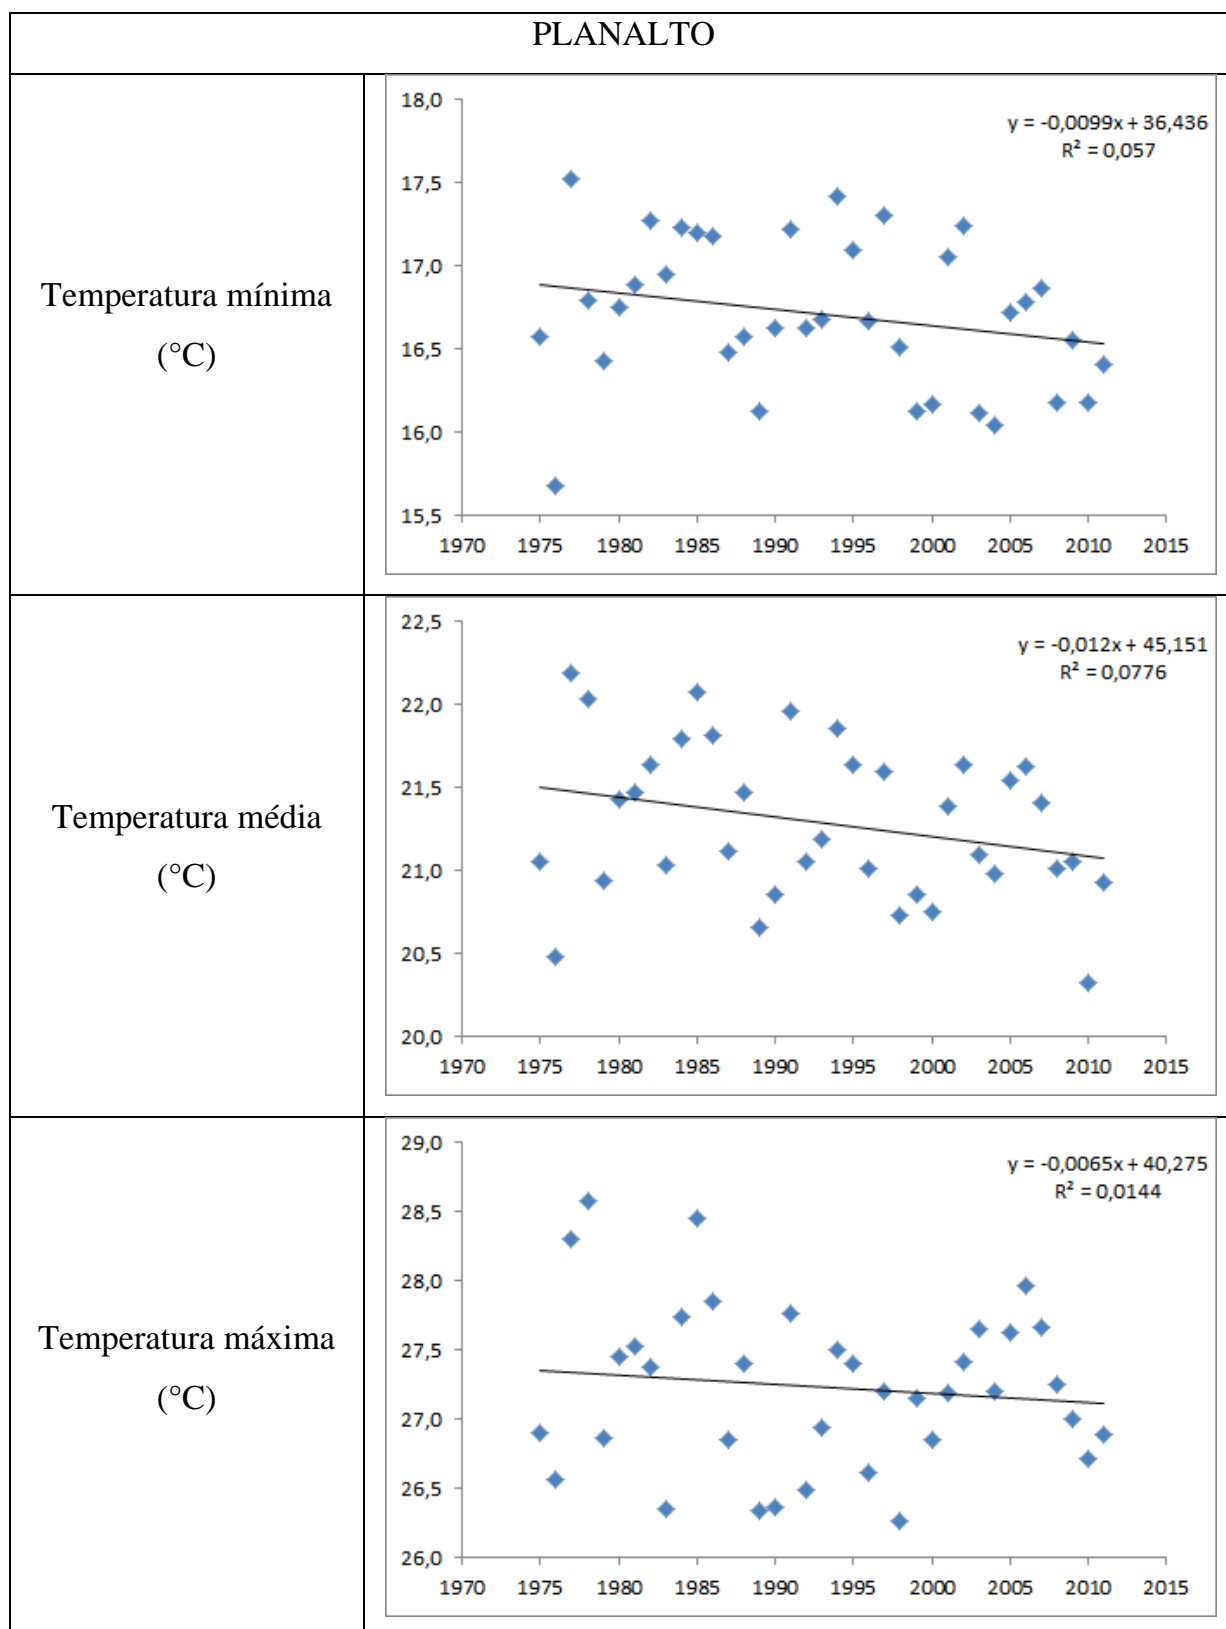 PLANALTO
Temperatura mínima
(°C)
18,0
17,5
17,0
16,5
16,0
15,5
1970 1975 1980 1985 1990 1995 2000 2005 2010 2015
y = -0,0099x + 36,436
R² = 0,057
Temperatura média
(°C)
22,5
22,0
21,5
21,0
20,5
20,0
1970 1975 1980 1985 1990 1995 2000 2005 2010 2015
y = -0,012x + 45,151
R² = 0,0776
Temperatura máxima
(°C)
29,0
28,5
28,0
27,5
27,0
26,5
26,0
1970 1975 1980 1985 1990 1995 2000 2005 2010 2015
y = -0,0065x + 40,275
R² = 0,0144